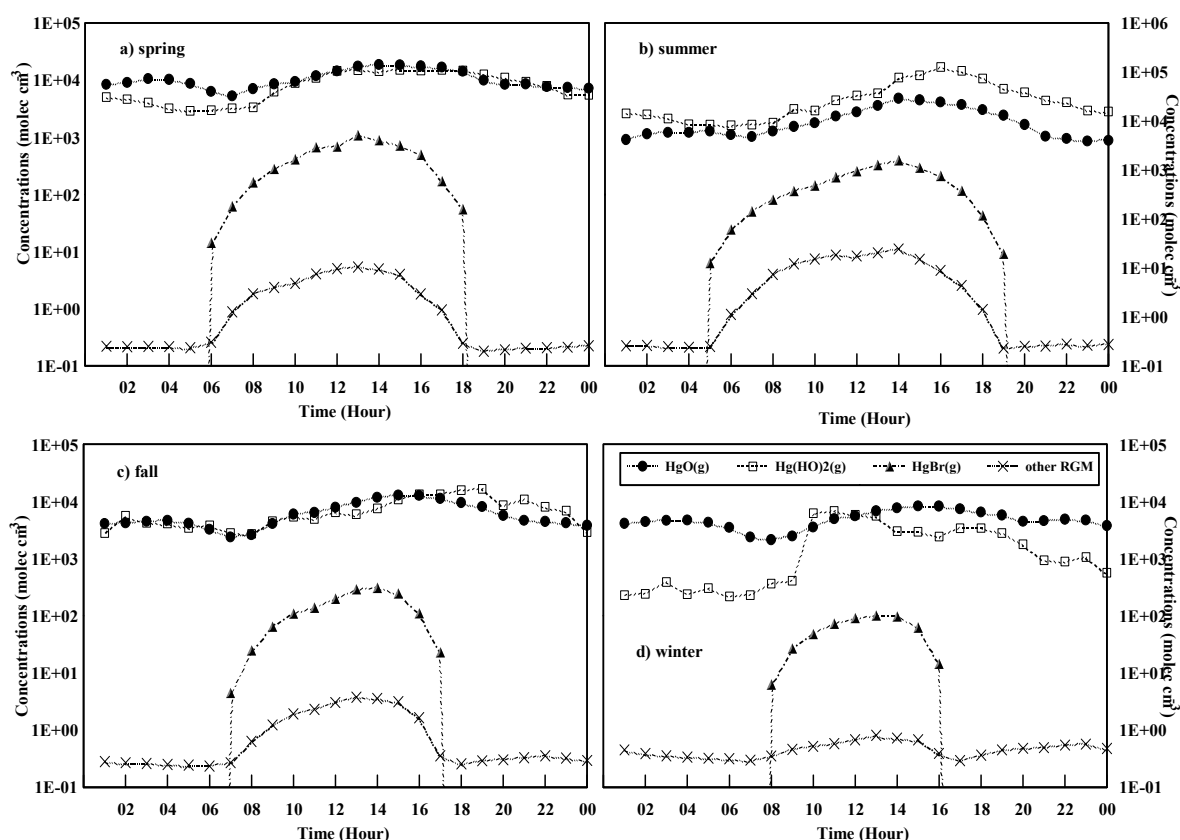 a) spring
1E+05
1E+04
1E+03
1E+02
1E+01
1E+00
1E-01
Concentrations (molec cm-3)
02 04 06 08 10 12 14 16 18 20 22 00
Time (Hour)
b) summer
1E+06
1E+05
1E+04
1E+03
1E+02
1E+01
1E+00
1E-01
Concentrations (molec cm-3)
02 04 06 08 10 12 14 16 18 20 22 00
Time (Hour)
c) fall
1E+05
1E+04
1E+03
1E+02
1E+01
1E+00
1E-01
Concentrations (molec cm-3)
02 04 06 08 10 12 14 16 18 20 22 00
Time (Hour)
HgO(g) Hg(HO)2(g) HgBr(g) other RGM
d) winter
1E+05
1E+04
1E+03
1E+02
1E+01
1E+00
1E-01
Concentrations (molec cm-3)
02 04 06 08 10 12 14 16 18 20 22 00
Time (Hour)